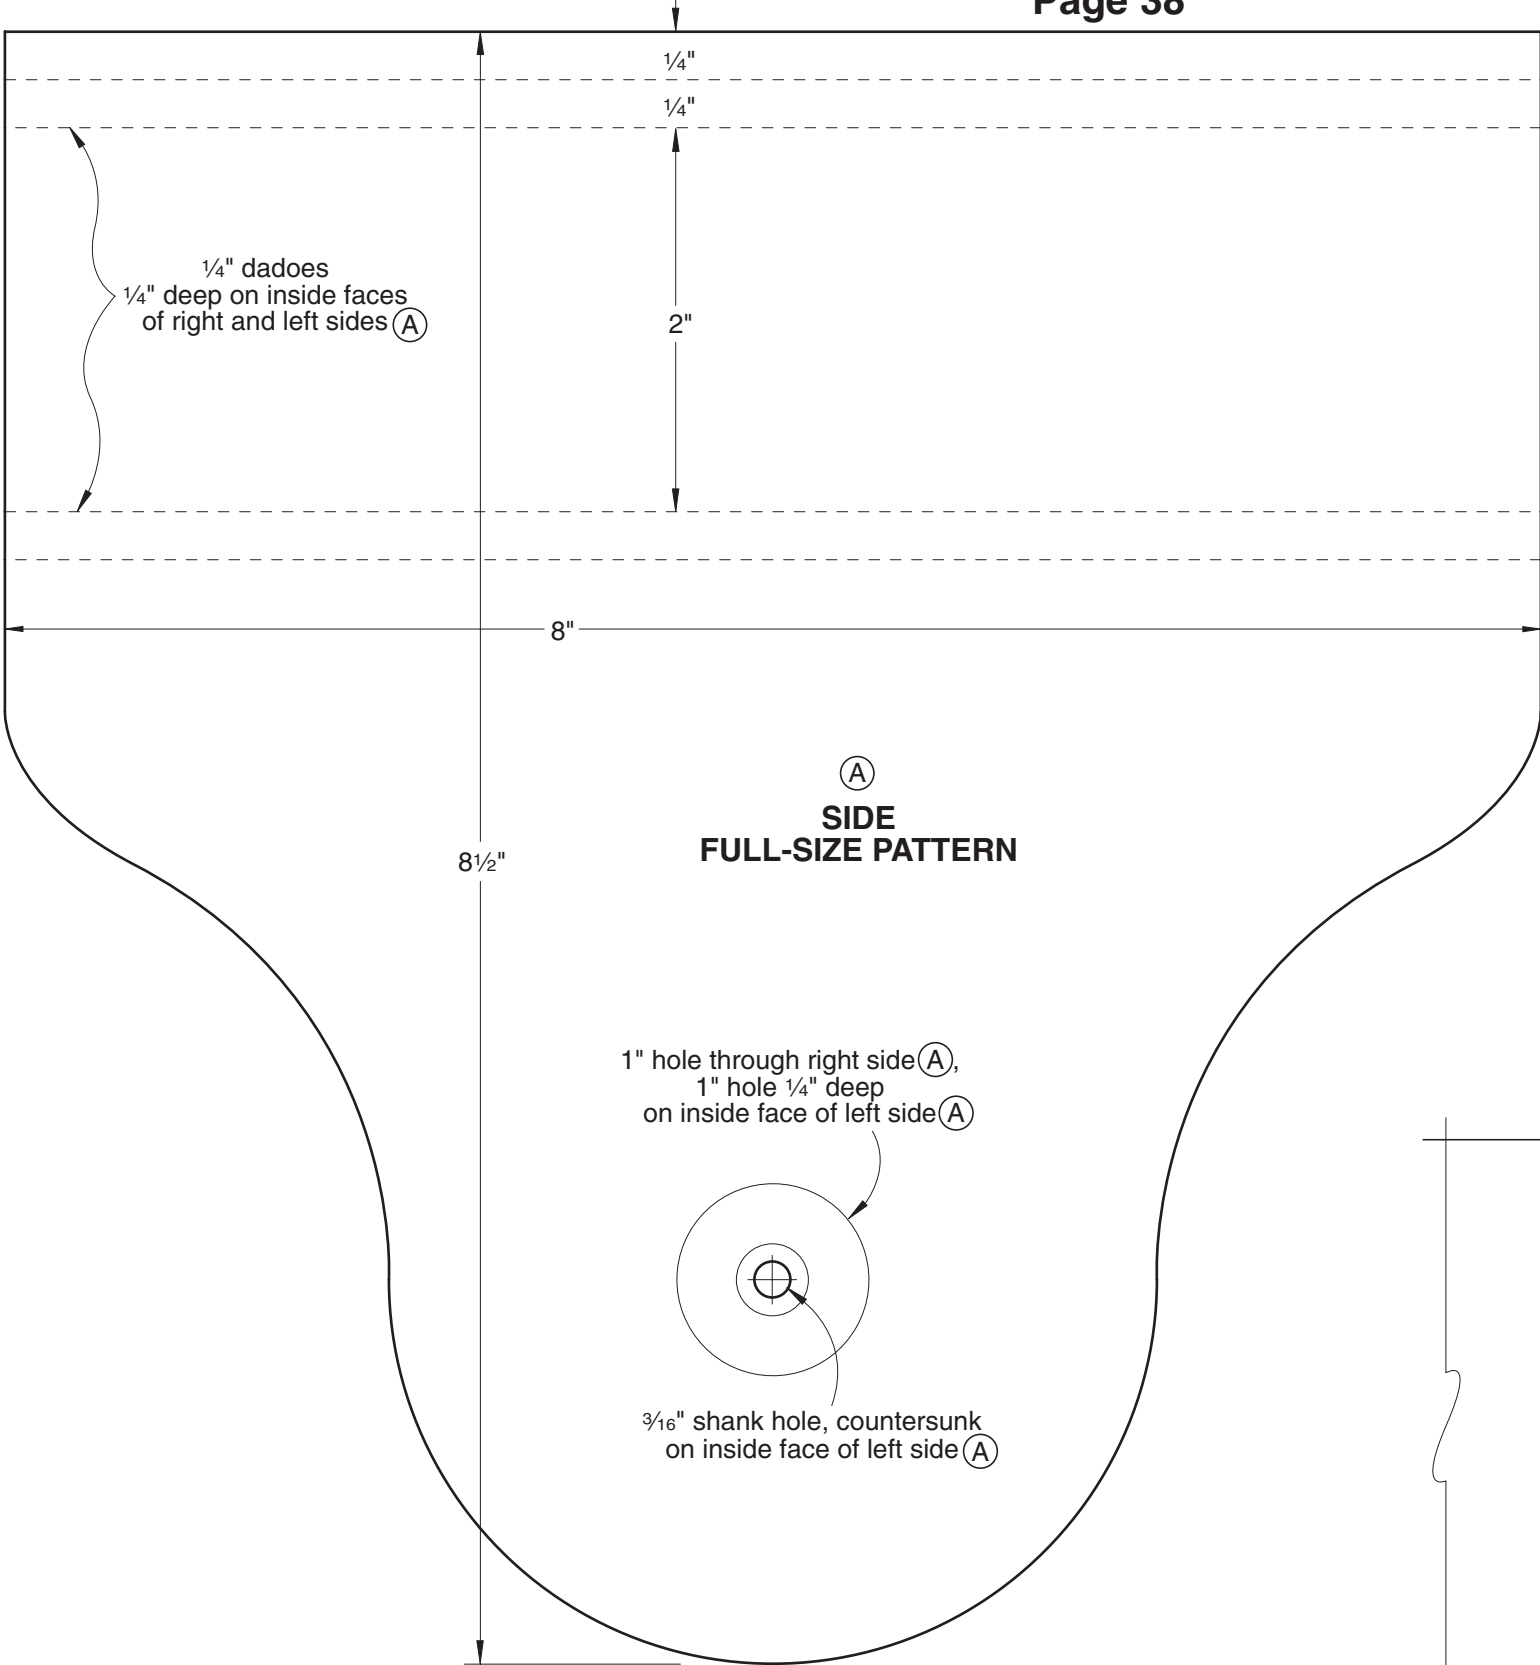 Page 38
1/4"
1/4"
1/4" dadoes
1/4" deep on inside faces
of right and left sides A
2"
8"
A
SIDE
FULL-SIZE PATTERN
8 1/2"
1" hole through right side A,
1" hole 1/4" deep
on inside face of left side A
3/16" shank hole, countersunk
on inside face of left side A